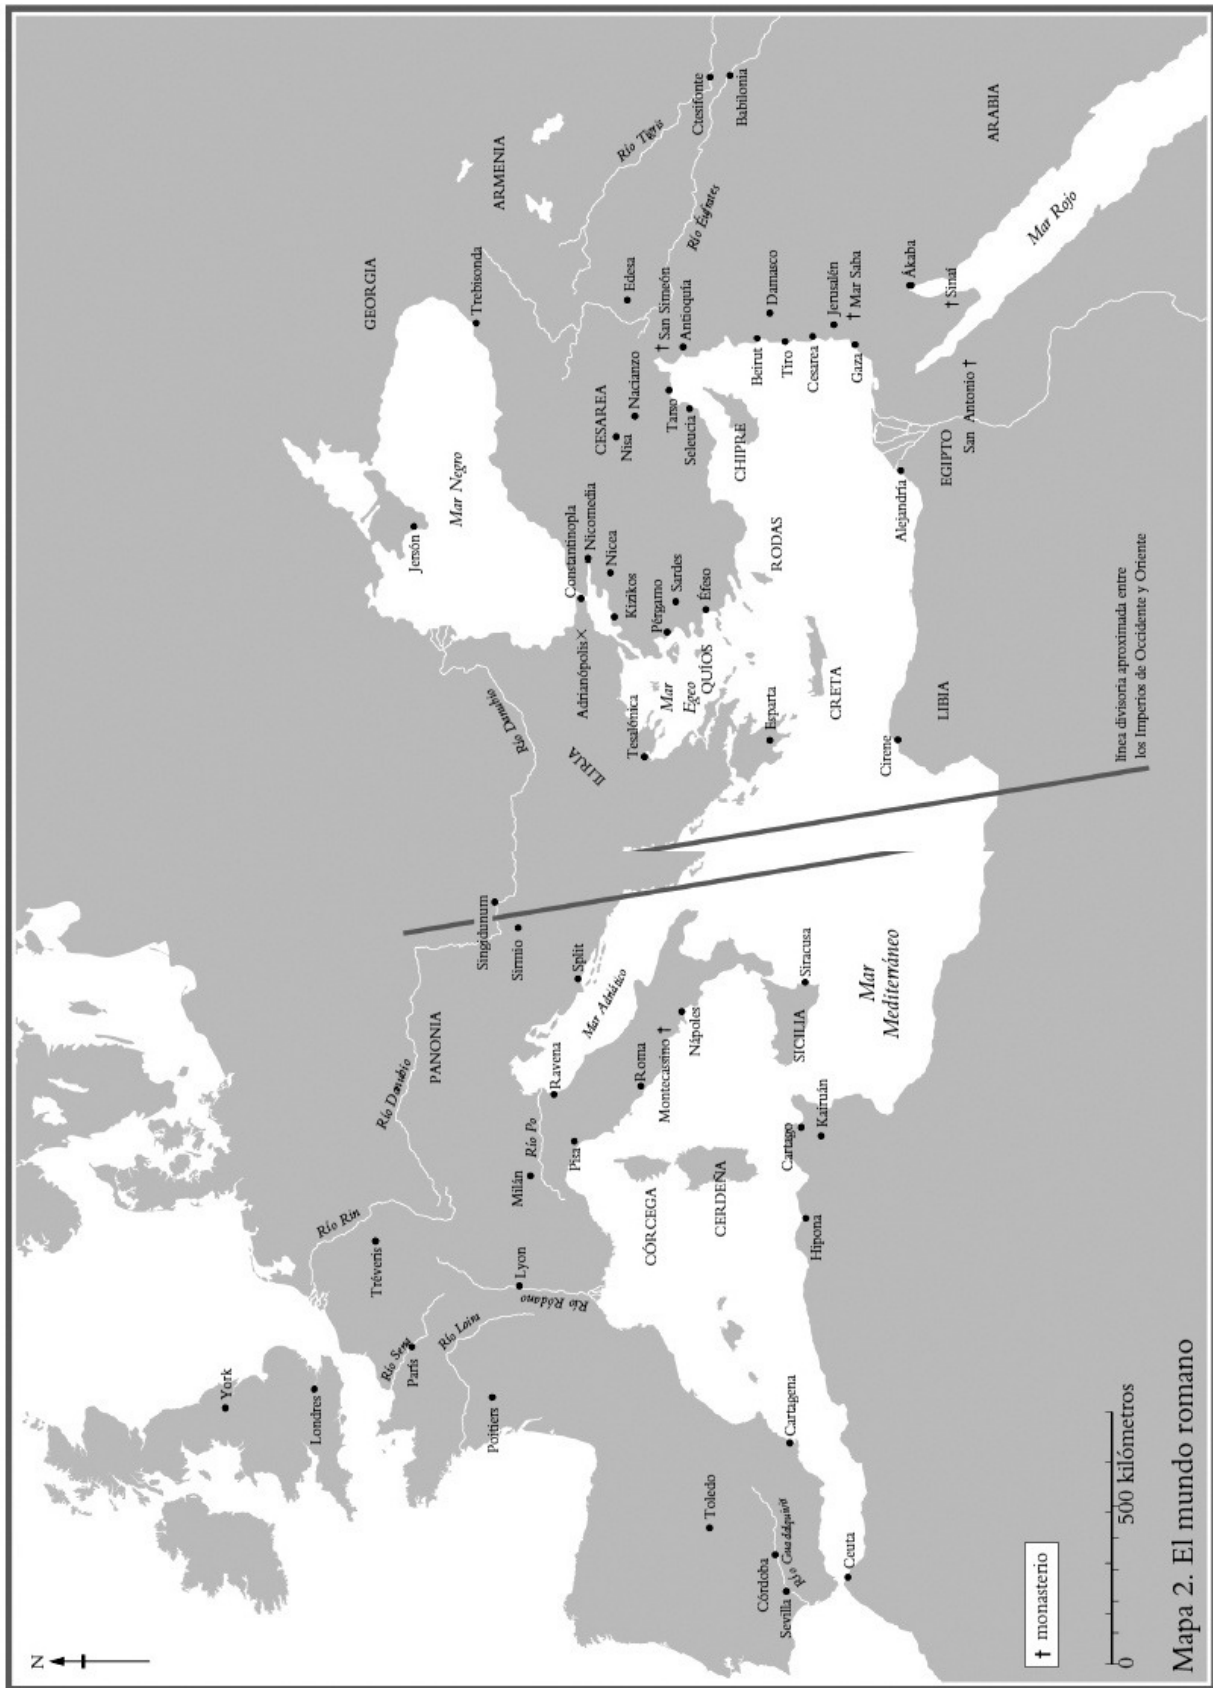 N
York
Londres
Río Rin
Tréveris
Río Sena
París
Río Loira
Poitiers
Lyon
Río Ródano
Río Danubio
PANONIA
Milán
Río Po
Ravena
Pisa
Singidunum
Sirmio
Split
Mar Adriático
Roma
Montecassino †
Nápoles
CÓRCEGA
CERDEÑA
SICILIA
Siracusa
Mar
Mediterráneo
Cartago
Kairuán
Hipona
Toledo
Córdoba
Sevilla
Río Guadalquivir
Cartagena
Ceuta
GEORGIA
ARMENIA
Trebisonda
Jersón
Mar Negro
Río Danubio
ILIRIA
Adrianópolis
Constantinopla
Nicomedia
Nicea
Kizikos
Tesalónica
Mar
Egeo
Pérgamo
Sardes
Éfeso
QUÍOS
Esparta
CRETA
RODAS
CESAREA
Nisa
Nacianzo
Edesa
Río Tigris
Río Éufrates
Ctesifonte
Babilonia
Tarso
Seleucia
† San Simeón
Antioquía
CHIPRE
Beirut
Damasco
Tiro
Cesarea
Jerusalén
† Mar Saba
Gaza
Ákaba
† Sinaí
ARABIA
Mar Rojo
San Antonio †
EGIPTO
Alejandría
LIBIA
Cirene
línea divisoria aproximada entre
los Imperios de Occidente y Oriente
† monasterio
0 500 kilómetros
Mapa 2. El mundo romano